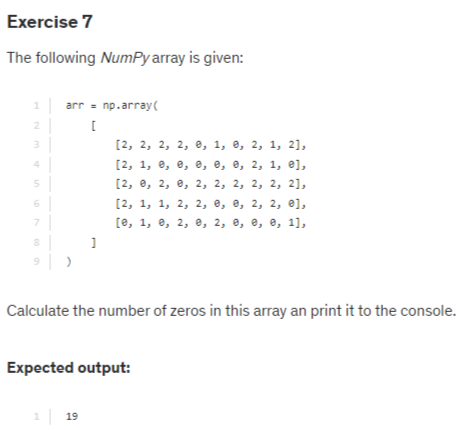 Exercise 7
The following NumPy array is given:
1 arr = np.array(
2 [
3 [2, 2, 2, 2, 0, 1, 0, 2, 1, 2],
4 [2, 1, 0, 0, 0, 0, 0, 2, 1, 0],
5 [2, 0, 2, 0, 2, 2, 2, 2, 2, 2],
6 [2, 1, 1, 2, 2, 0, 0, 2, 2, 0],
7 [0, 1, 0, 2, 0, 2, 0, 0, 0, 1],
8 ]
9 )
Calculate the number of zeros in this array an print it to the console.
Expected output:
1 19